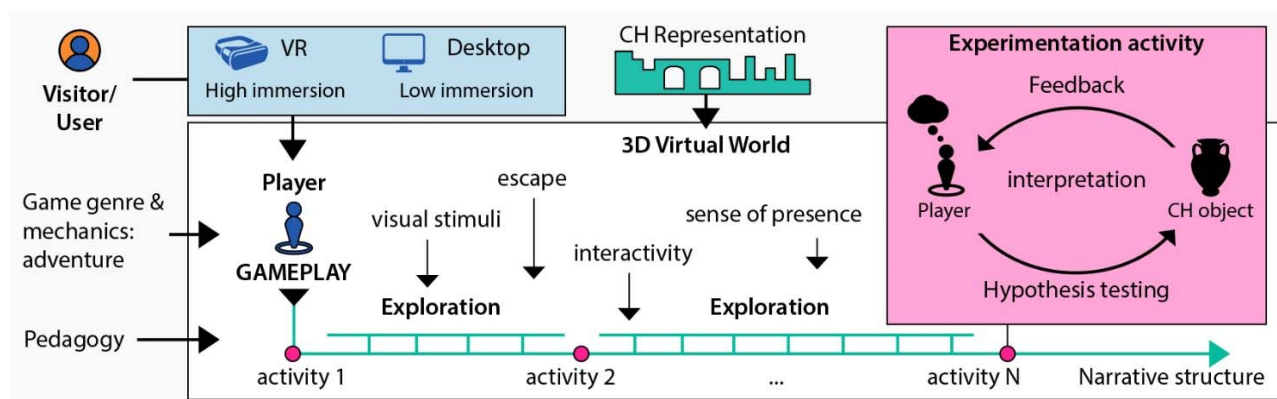 Visitor/
User
VR
High immersion
Desktop
Low immersion
CH Representation
3D Virtual World
Experimentation activity
Feedback
interpretation
Player
CH object
Hypothesis testing
Game genre &
mechanics:
adventure
Player
GAMEPLAY
visual stimuli
escape
interactivity
sense of presence
Exploration
Exploration
Pedagogy
activity 1
activity 2
...
activity N
Narrative structure